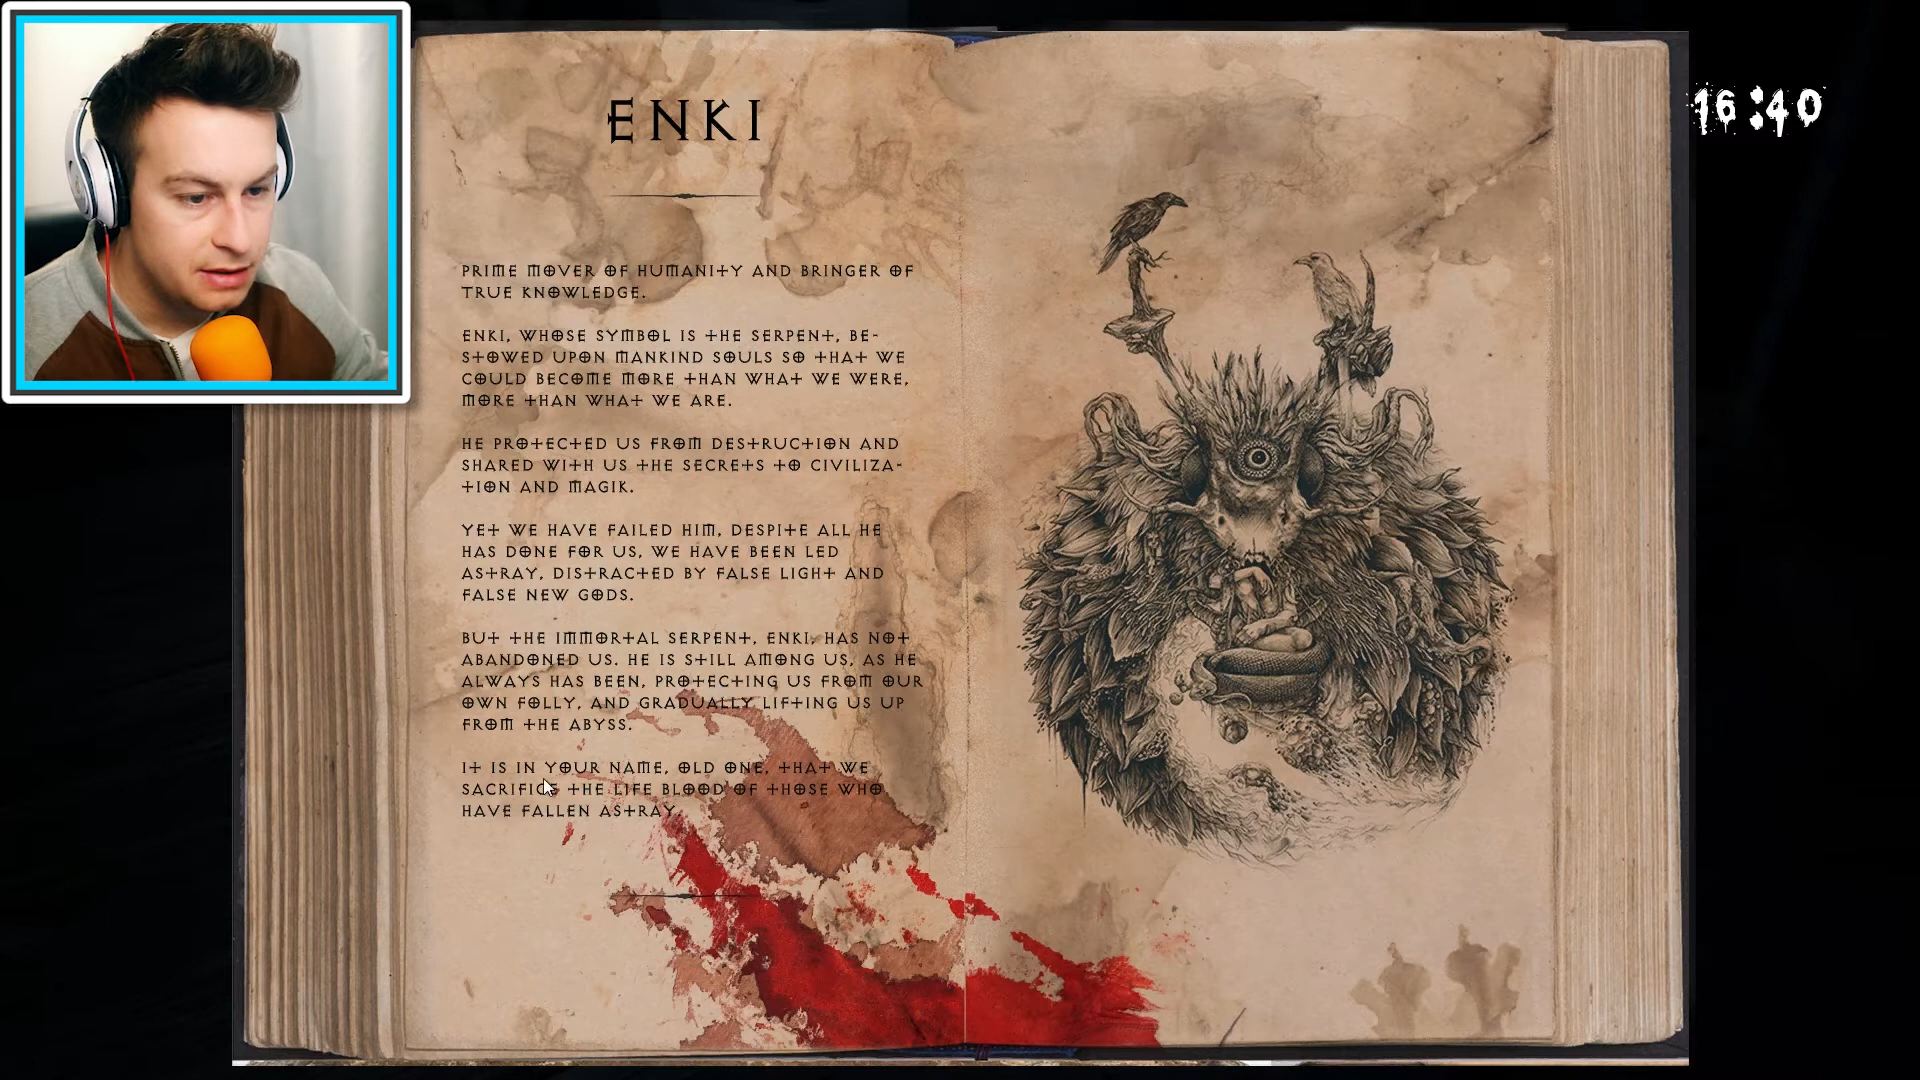 ENKI
16:40
PRIME MOVER OF HUMANITY AND BRINGER OF
TRUE KNOWLEDGE.
ENKI, WHOSE SYMBOL IS THE SERPENT, BE-
STOWED UPON MANKIND SOULS SO THAT WE
COULD BECOME MORE THAN WHAT WE WERE,
MORE THAN WHAT WE ARE.
HE PROTECTED US FROM DESTRUCTION AND
SHARED WITH US THE SECRETS TO CIVILIZA-
TION AND MAGIK.
YET WE HAVE FAILED HIM, DESPITE ALL HE
HAS DONE FOR US, WE HAVE BEEN LED
ASTRAY, DISTRACTED BY FALSE LIGHT AND
FALSE NEW GODS.
BUT THE IMMORTAL SERPENT, ENKI, HAS NOT
ABANDONED US. HE IS STILL AMONG US, AS HE
ALWAYS HAS BEEN, PROTECTING US FROM OUR
OWN FOLLY, AND GRADUALLY LIFTING US UP
FROM THE ABYSS.
IT IS IN YOUR NAME, OLD ONE, THAT WE
SACRIFICE THE LIFE BLOOD OF THOSE WHO
HAVE FALLEN ASTRAY.